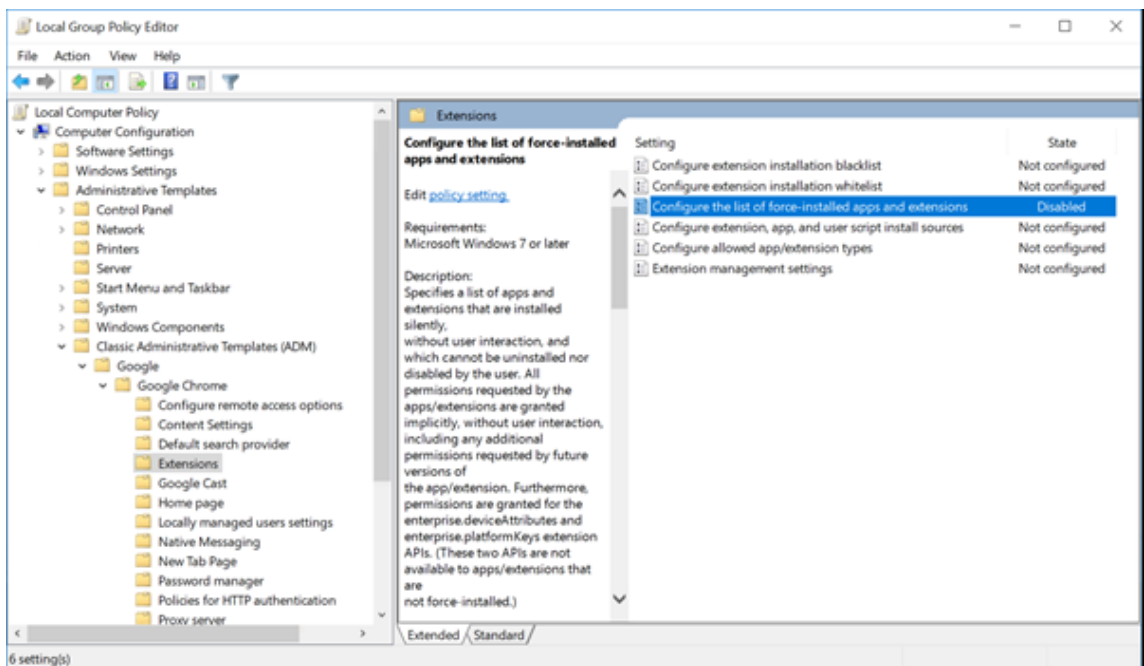 Local Group Policy Editor
File Action View Help
Local Computer Policy
Computer Configuration
Software Settings
Windows Settings
Administrative Templates
Control Panel
Network
Printers
Server
Start Menu and Taskbar
System
Windows Components
Classic Administrative Templates (ADM)
Google
Google Chrome
Configure remote access options
Content Settings
Default search provider
Extensions
Google Cast
Home page
Locally managed users settings
Native Messaging
New Tab Page
Password manager
Policies for HTTP authentication
Proxy server
Extensions
Configure the list of force-installed
apps and extensions
Edit policy setting.
Requirements:
Microsoft Windows 7 or later
Description:
Specifies a list of apps and
extensions that are installed
silently,
without user interaction, and
which cannot be uninstalled nor
disabled by the user. All
permissions requested by the
apps/extensions are granted
implicitly, without user interaction,
including any additional
permissions requested by future
versions of
the app/extension. Furthermore,
permissions are granted for the
enterprise.deviceAttributes and
enterprise.platformKeys extension
APIs. (These two APIs are not
available to apps/extensions that
are
not force-installed.)
Setting State
Configure extension installation blacklist Not configured
Configure extension installation whitelist Not configured
Configure the list of force-installed apps and extensions Disabled
Configure extension, app, and user script install sources Not configured
Configure allowed app/extension types Not configured
Extension management settings Not configured
Extended Standard
6 setting(s)